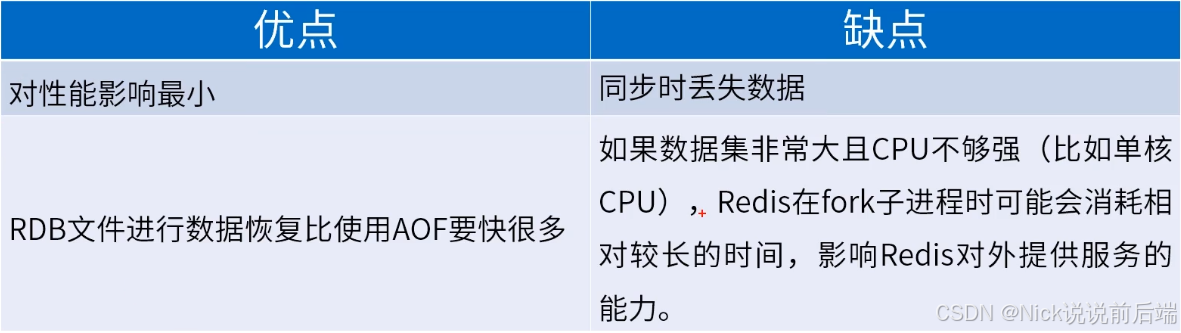 优点
缺点
对性能影响最小
同步时丢失数据
RDB文件进行数据恢复比使用AOF要快很多
如果数据集非常大且CPU不够强（比如单核
CPU），Redis在fork子进程时可能会消耗相
对较长的时间，影响Redis对外提供服务的
能力。
CSDN @Nick说说前后端